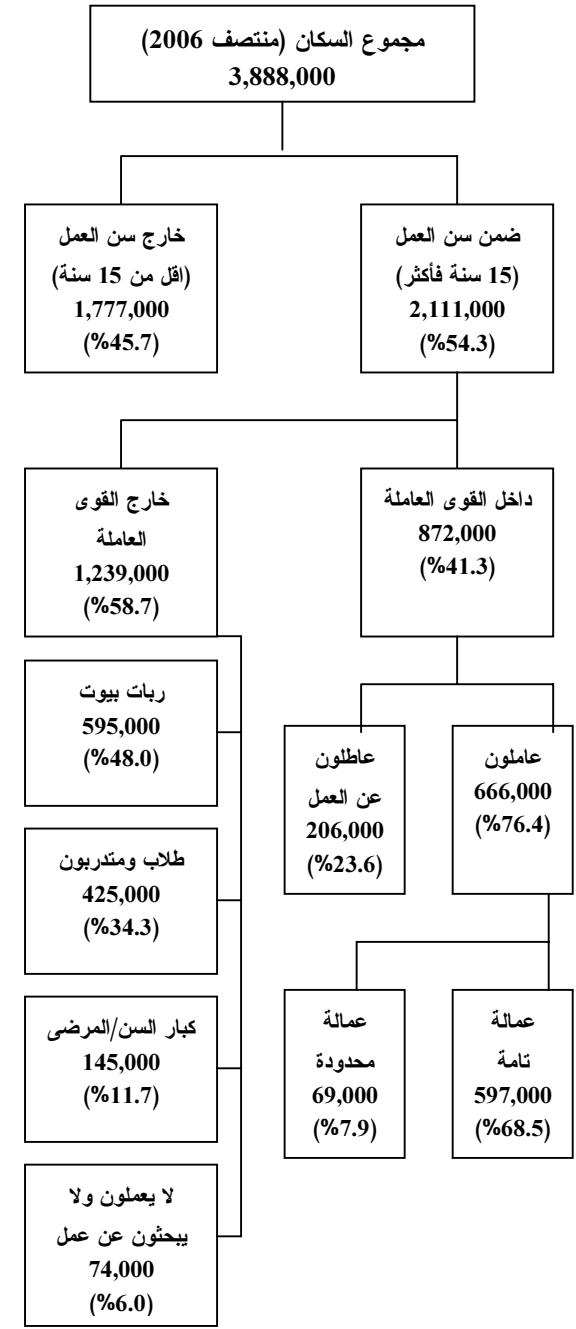 مجموع السكان (منتصف 2006)
3,888,000
ضمن سن العمل
(15 سنة فأكثر)
2,111,000
(%54.3)
خارج سن العمل
(اقل من 15 سنة)
1,777,000
(%45.7)
داخل القوى العاملة
872,000
(%41.3)
خارج القوى
العاملة
1,239,000
(%58.7)
عاملون
666,000
(%76.4)
عاطلون
عن العمل
206,000
(%23.6)
عمالة
تامة
597,000
(%68.5)
عمالة
محدودة
69,000
(%7.9)
ربات بيوت
595,000
(%48.0)
طلاب ومتدربون
425,000
(%34.3)
كبار السن/المرضى
145,000
(%11.7)
لا يعملون ولا
يبحثون عن عمل
74,000
(%6.0)